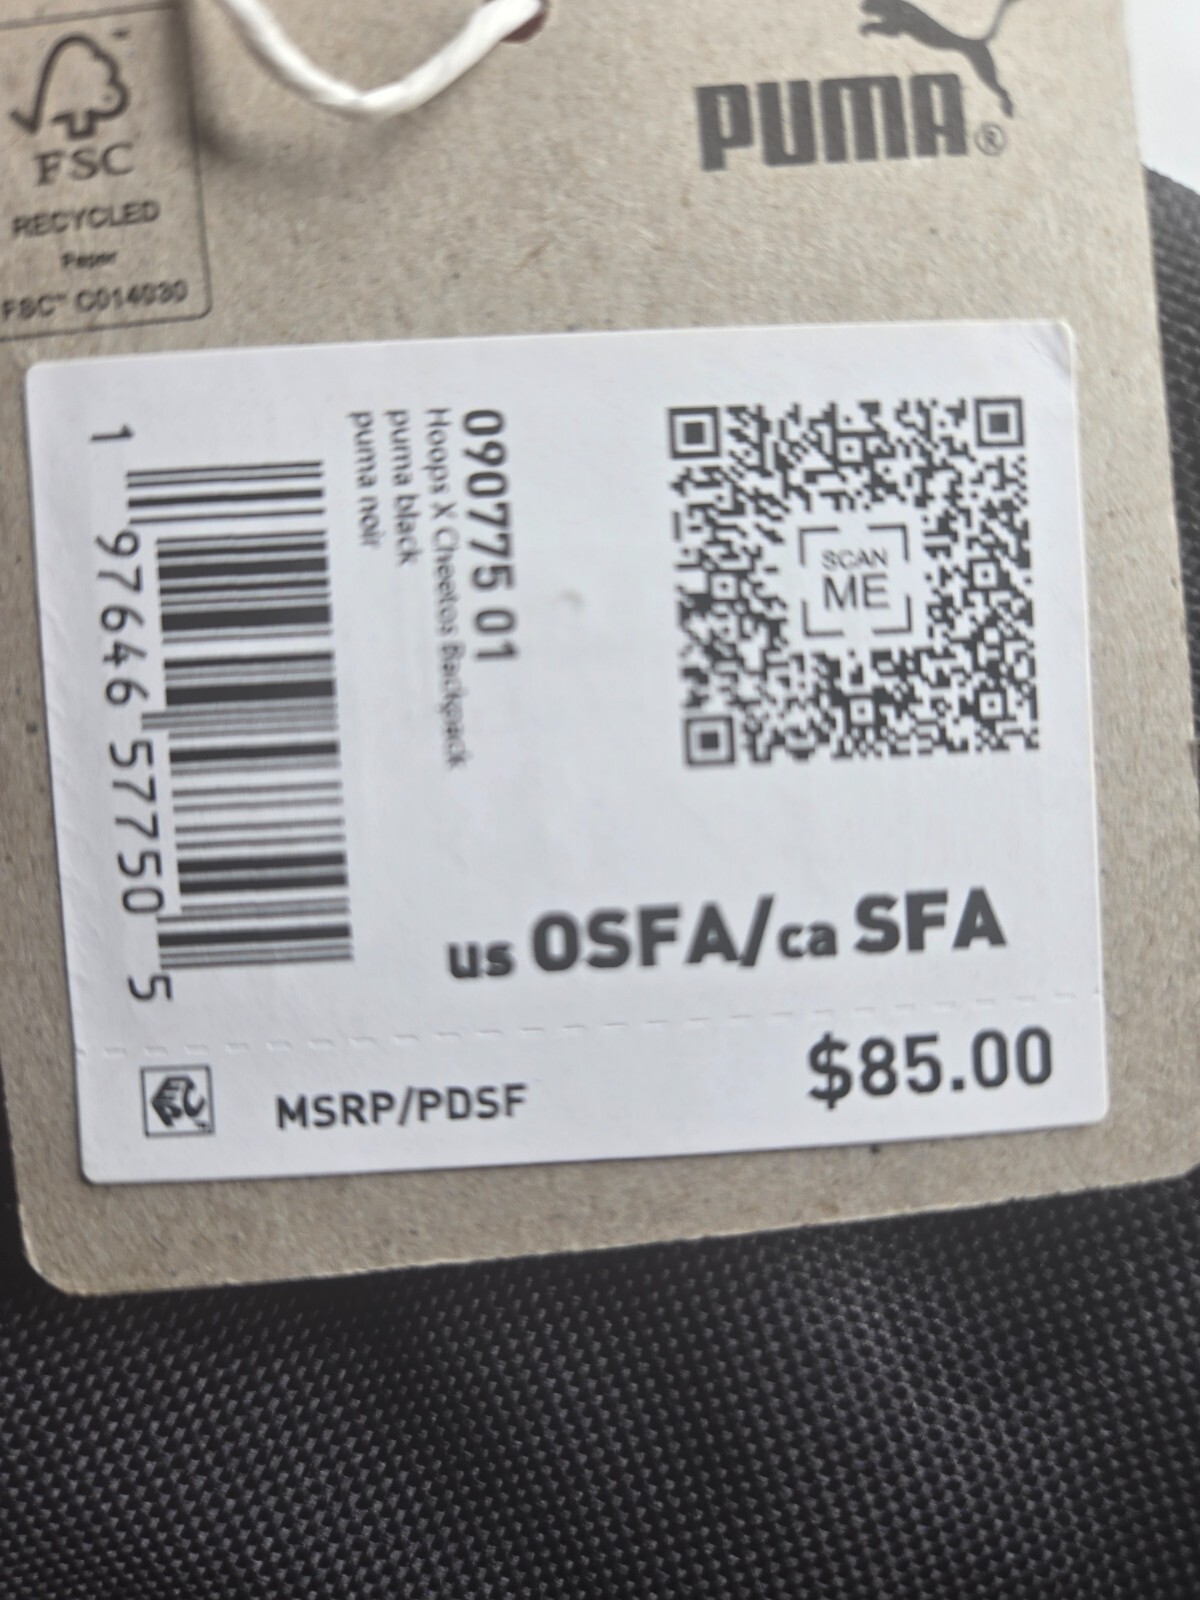 FSC
RECYCLED
Paper
FSC™ C014030
PUMA®
SCAN
ME
090775 01
Hoops X Cheetos Backpack
puma black
puma noir
1 97646 57750 5
us OSFA/ca SFA
MSRP/PDSF
$85.00